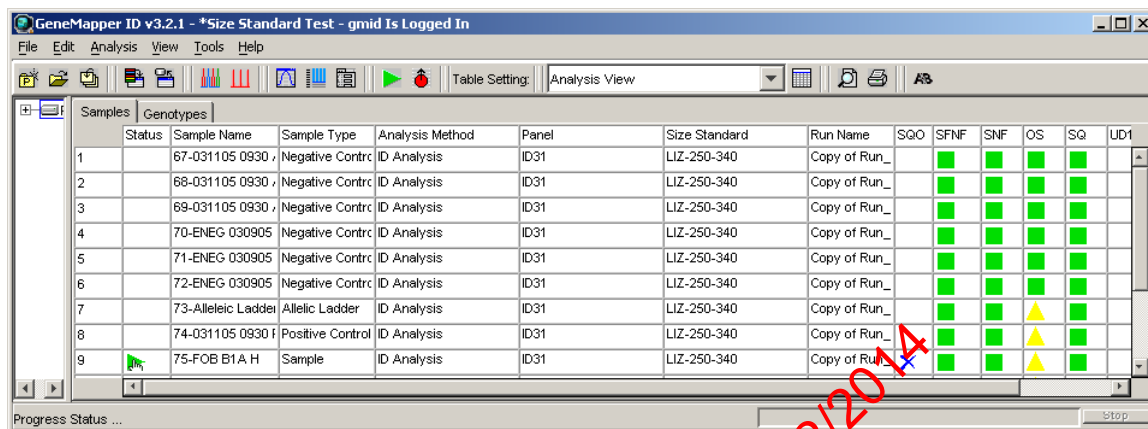 GeneMapper ID v3.2.1 - *Size Standard Test - gmid Is Logged In
File Edit Analysis View Tools Help
Table Setting: Analysis View
Samples Genotypes
Status Sample Name Sample Type Analysis Method Panel Size Standard Run Name SQO SFNF SNF OS SQ UD1
1 67-031105 0930 Negative Contrc ID Analysis ID31 LIZ-250-340 Copy of Run_
2 68-031105 0930 Negative Contrc ID Analysis ID31 LIZ-250-340 Copy of Run_
3 69-031105 0930 Negative Contrc ID Analysis ID31 LIZ-250-340 Copy of Run_
4 70-ENEG 030905 Negative Contrc ID Analysis ID31 LIZ-250-340 Copy of Run_
5 71-ENEG 030905 Negative Contrc ID Analysis ID31 LIZ-250-340 Copy of Run_
6 72-ENEG 030905 Negative Contrc ID Analysis ID31 LIZ-250-340 Copy of Run_
7 73-Alleleic Ladder Allelic Ladder ID Analysis ID31 LIZ-250-340 Copy of Run_
8 74-031105 0930 Positive Control ID Analysis ID31 LIZ-250-340 Copy of Run_
9 75-FOB B1A H Sample ID Analysis ID31 LIZ-250-340 Copy of Run_
/2014
Progress Status ... Stop